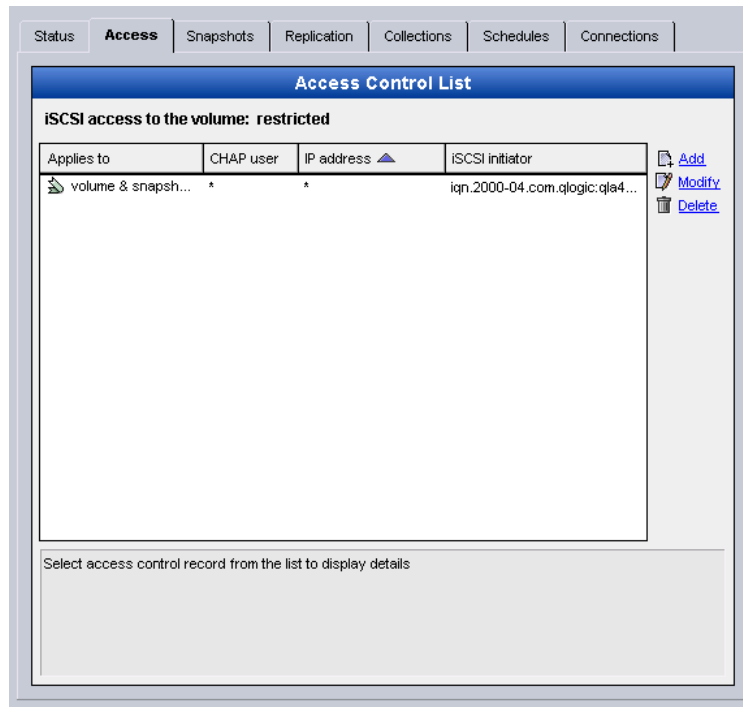 Status Access Snapshots Replication Collections Schedules Connections
Access Control List
iSCSI access to the volume: restricted
Applies to CHAP user IP address iSCSI initiator
volume & snapsh... * * iqn.2000-04.com.qlogic:qla4...
Add
Modify
Delete
Select access control record from the list to display details